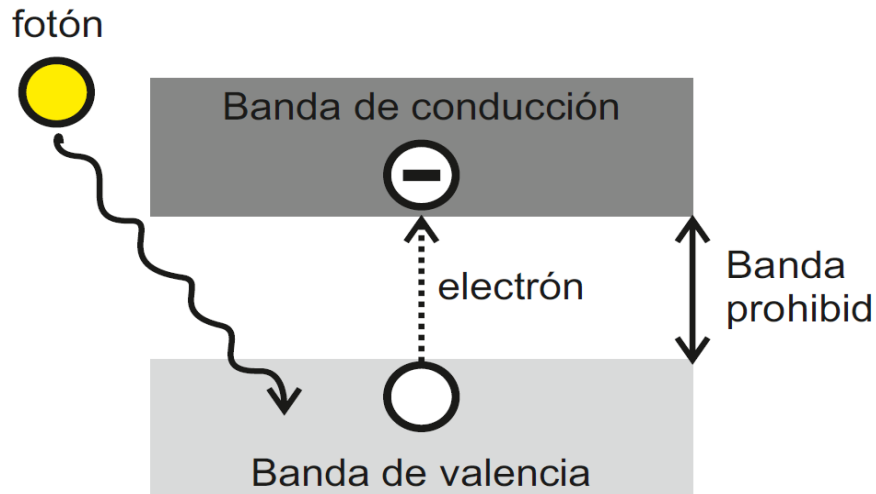 fotón
Banda de conducción
electrón
Banda
prohibid
Banda de valencia